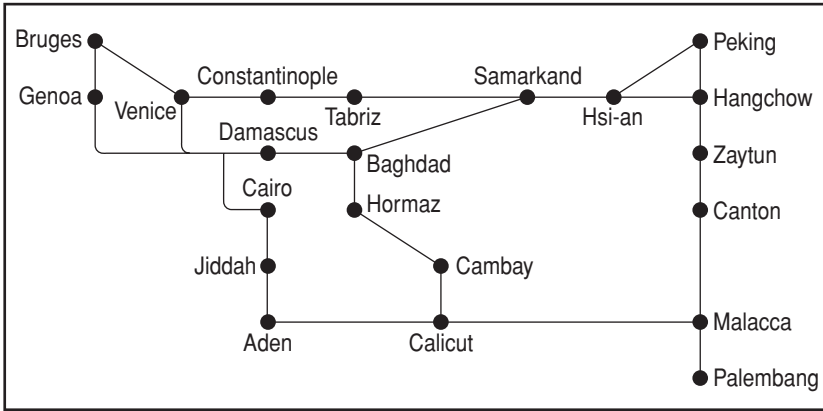 Bruges
Peking
Constantinople
Samarkand
Genoa
Venice
Tabriz
Hsi-an
Hangchow
Damascus
Baghdad
Zaytun
Cairo
Hormaz
Canton
Jiddah
Cambay
Aden
Calicut
Malacca
Palembang